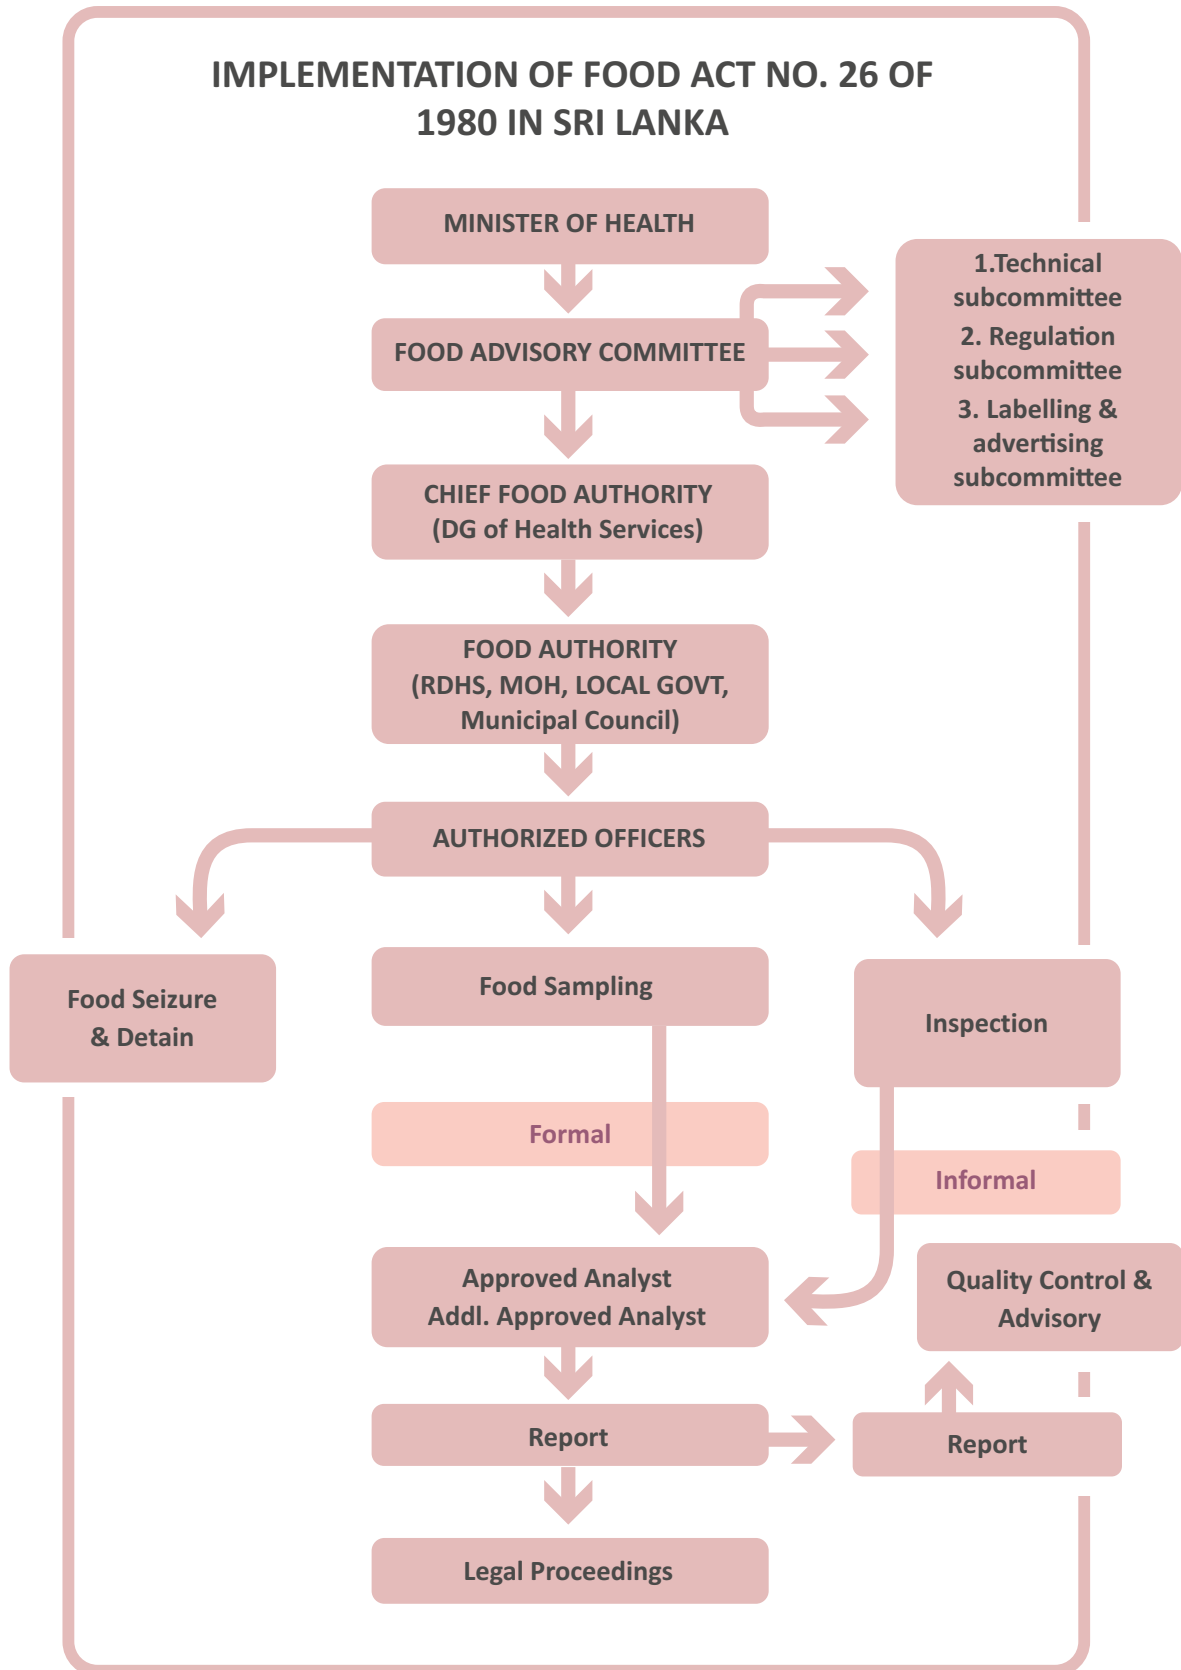 IMPLEMENTATION OF FOOD ACT NO. 26 OF
1980 IN SRI LANKA
MINISTER OF HEALTH
FOOD ADVISORY COMMITTEE
1.Technical
subcommittee
2. Regulation
subcommittee
3. Labelling &
advertising
subcommittee
CHIEF FOOD AUTHORITY
(DG of Health Services)
FOOD AUTHORITY
(RDHS, MOH, LOCAL GOVT,
Municipal Council)
AUTHORIZED OFFICERS
Food Seizure
& Detain
Food Sampling
Inspection
Formal
Informal
Approved Analyst
Addl. Approved Analyst
Quality Control &
Advisory
Report
Report
Legal Proceedings